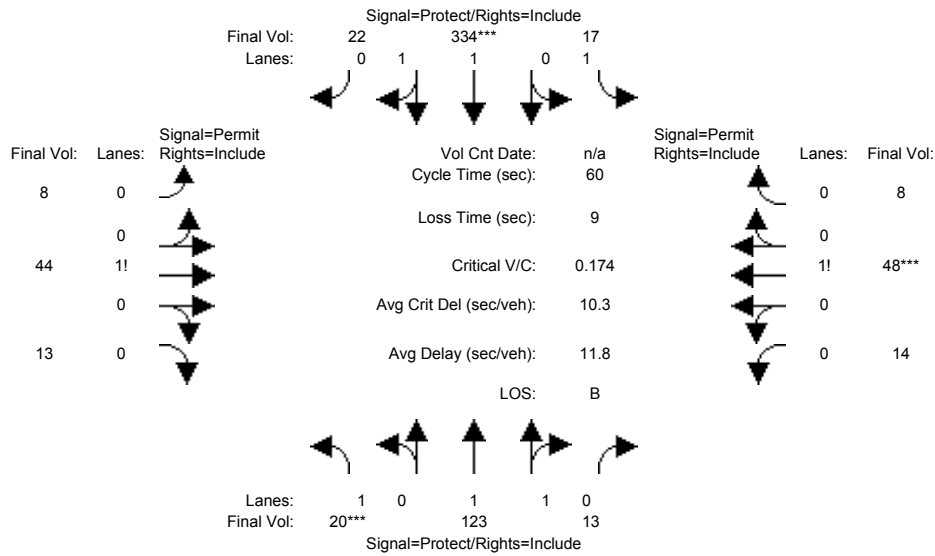 Signal=Protect/Rights=Include
Final Vol: 22 334*** 17
Lanes: 0 1 1 0 1
Signal=Permit Signal=Permit
Final Vol: Lanes: Rights=Include Vol Cnt Date: n/a Rights=Include Lanes: Final Vol:
Cycle Time (sec): 60
8 0 0 8
Loss Time (sec): 9
0 0
44 1! Critical V/C: 0.174 1! 48***
0 Avg Crit Del (sec/veh): 10.3 0
13 0 Avg Delay (sec/veh): 11.8 0 14
LOS: B
Lanes: 1 0 1 1 0
Final Vol: 20*** 123 13
Signal=Protect/Rights=Include